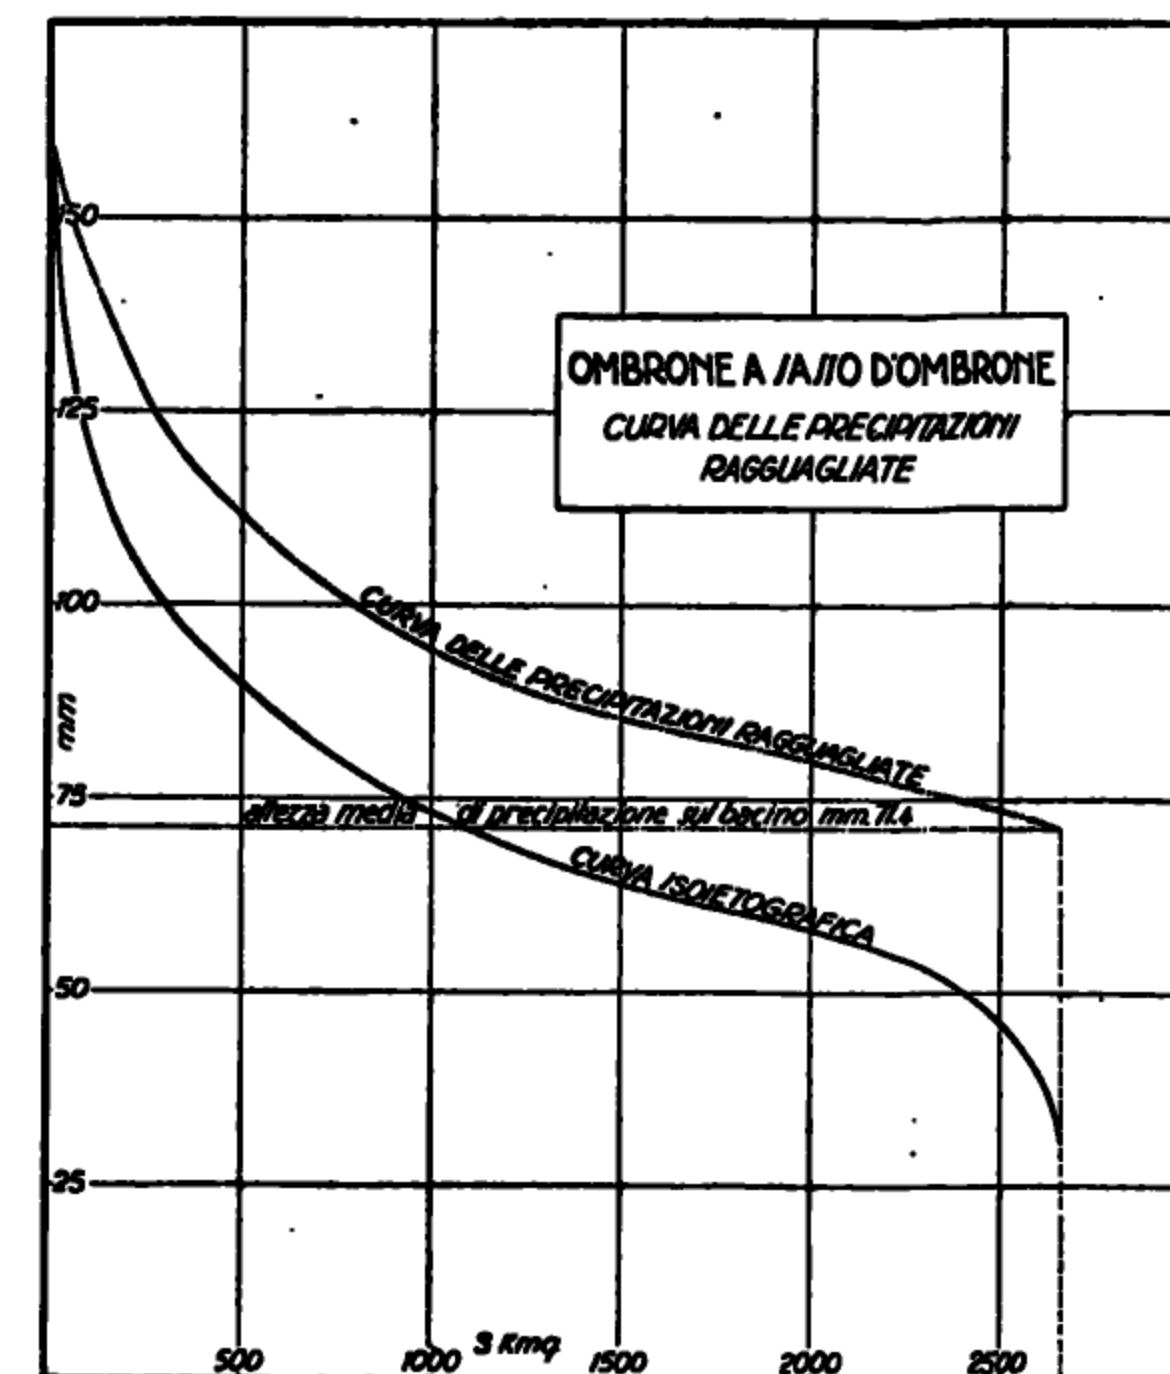 150
OMBRONE A SASSO D'OMBRONE
CURVA DELLE PRECIPITAZIONI
RAGGUAGLIATE
125
100
CURVA DELLE PRECIPITAZIONI RAGGUAGLIATE
mm
75
altezza media di precipitazione sul bacino mm 71.4
CURVA ISOIETOGRAFICA
50
25
S Kmq
500 1000 1500 2000 2500